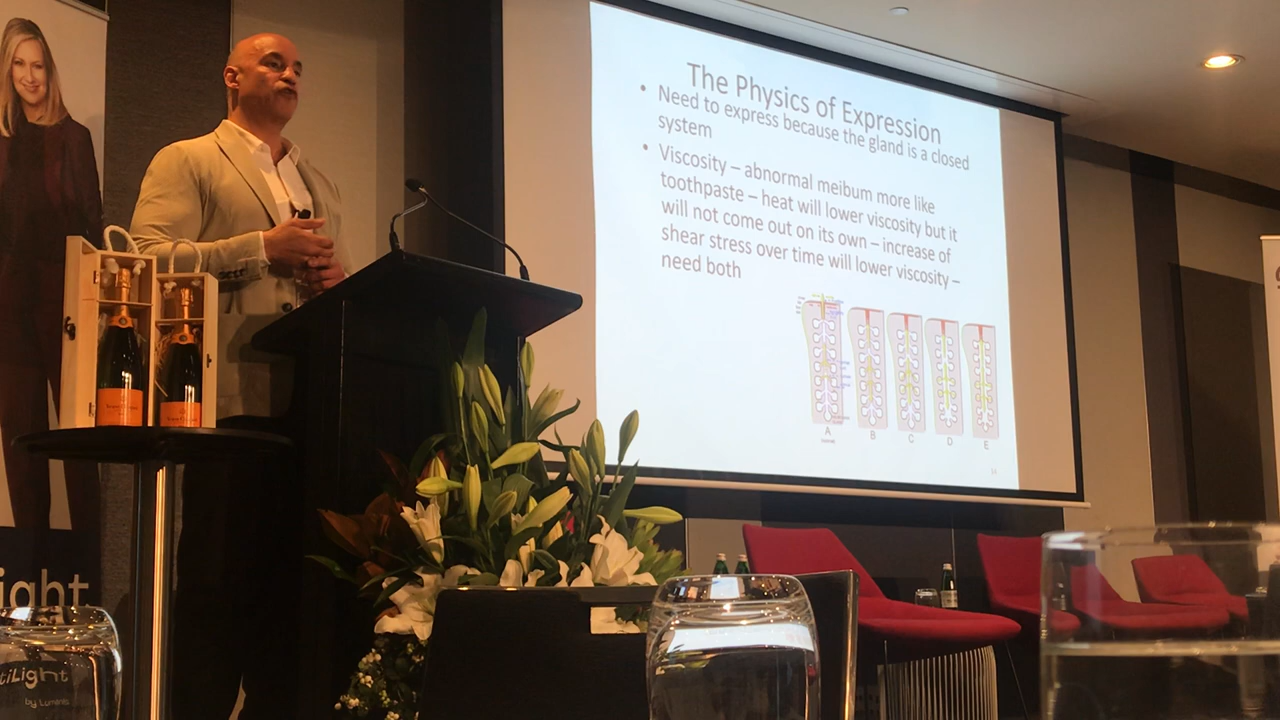 The Physics of Expression
• Need to express because the gland is a closed
system
• Viscosity – abnormal meibum more like
toothpaste – heat will lower viscosity but it
will not come out on its own – increase of
shear stress over time will lower viscosity –
need both
A
B
C
D
E
ight
tiLight
by Lumenis